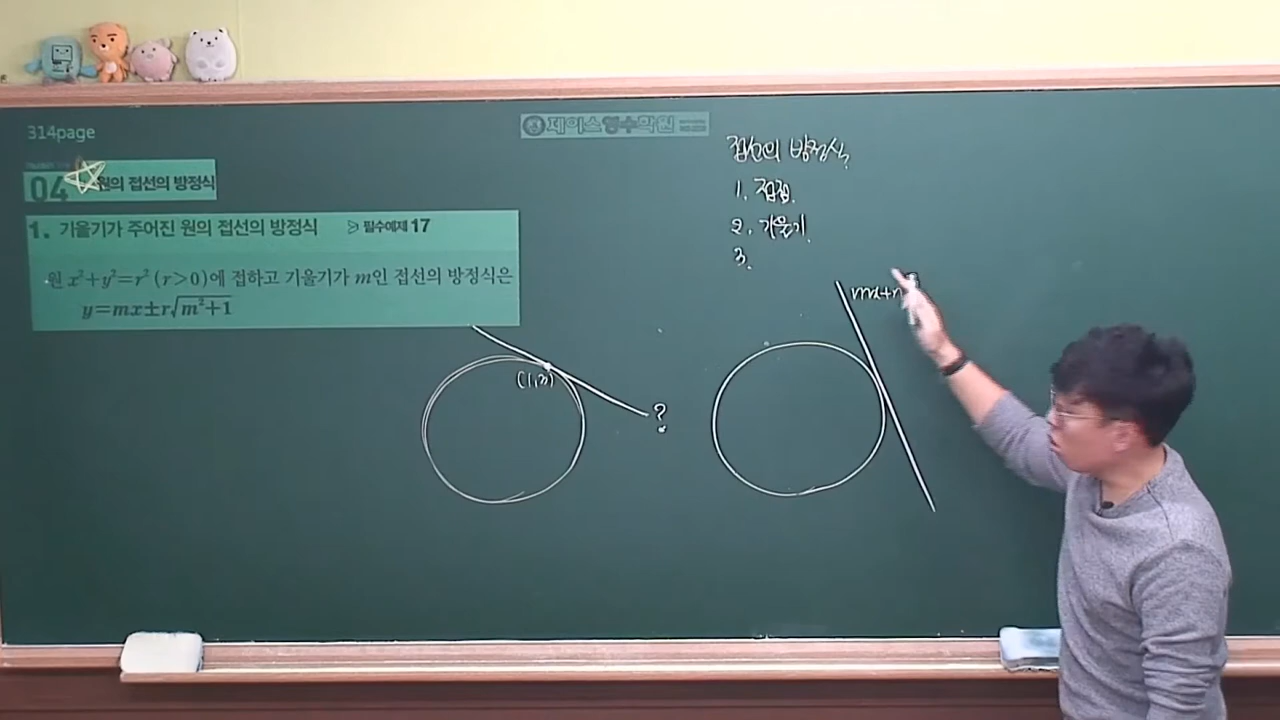 314page
제이스영수학원
04 원의 접선의 방정식
1. 기울기가 주어진 원의 접선의 방정식 ≫ 필수예제 17
원 x²+y²=r² (r>0)에 접하고 기울기가 m인 접선의 방정식은
y=mx±r√(m²+1)
접선의 방정식.
1. 접점.
2. 기울기.
3.
mx+n
?